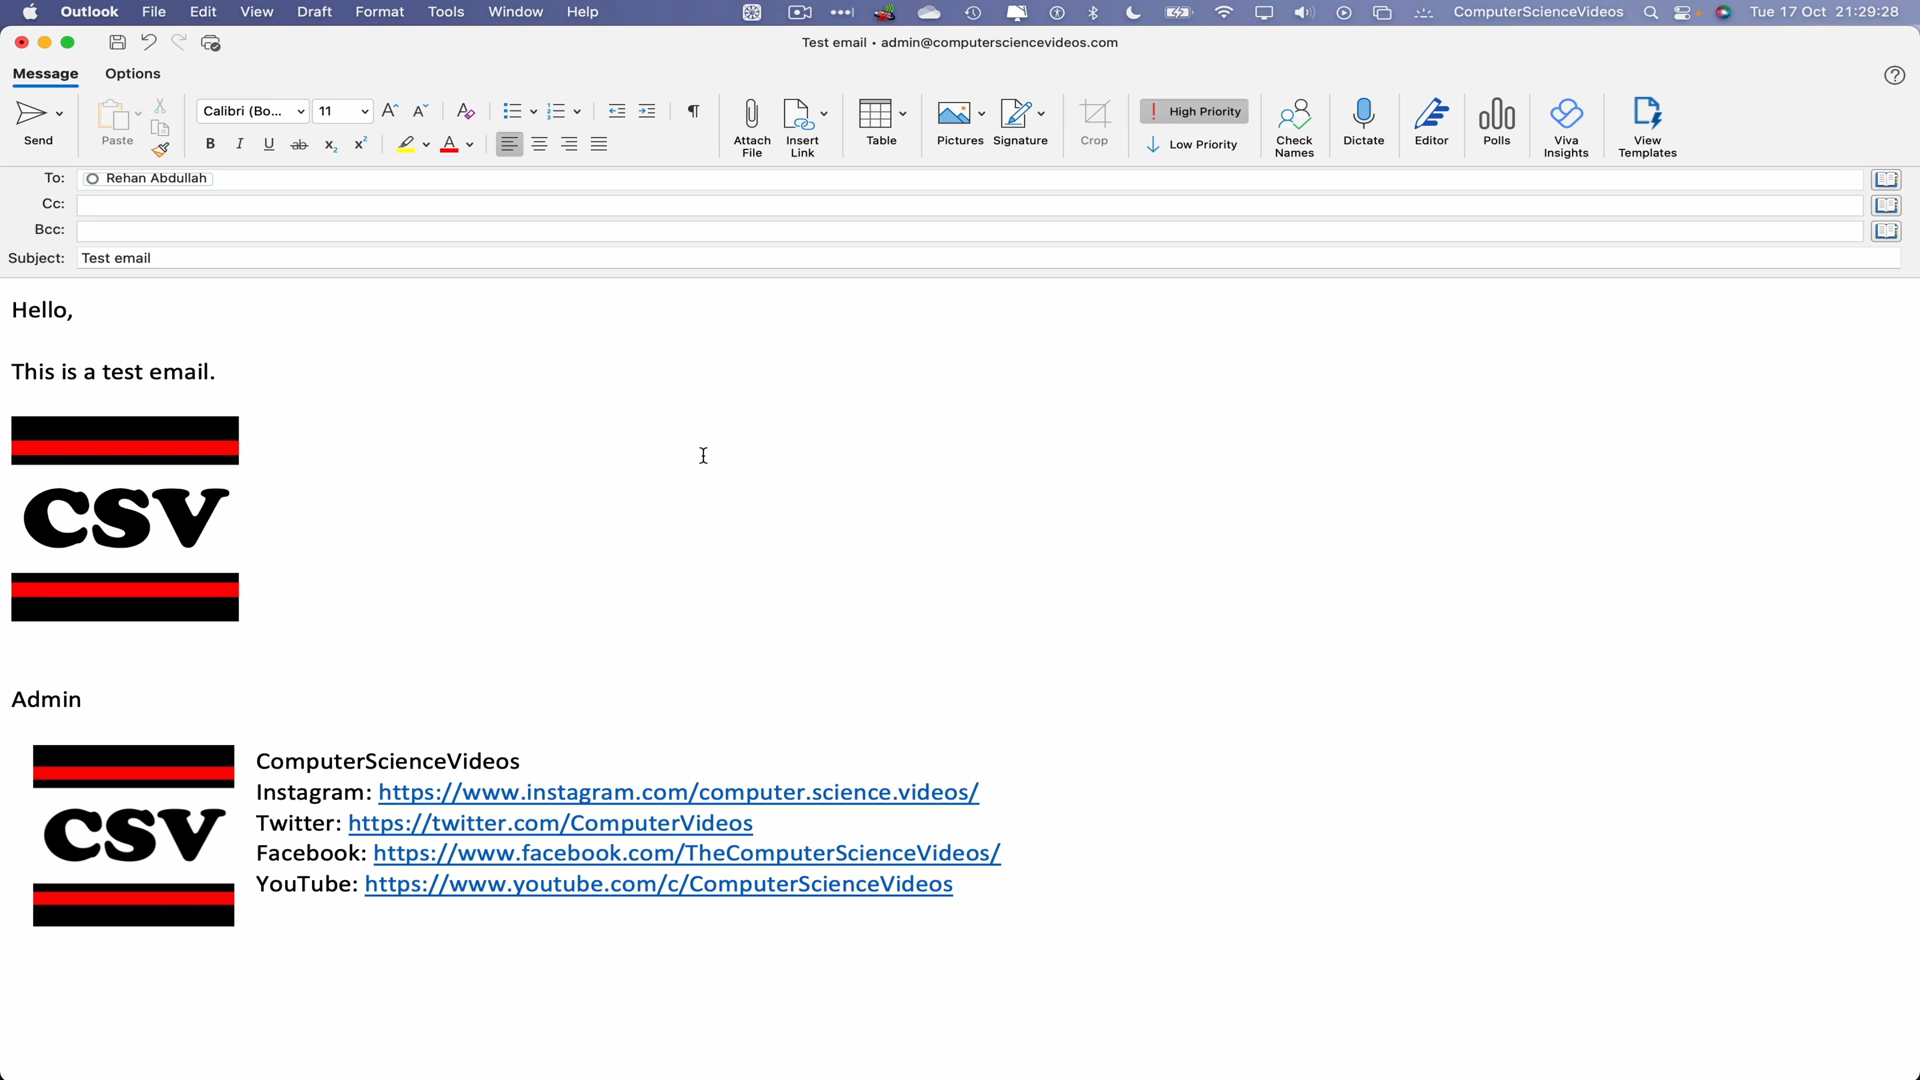 Outlook File Edit View Draft Format Tools Window Help ComputerScienceVideos Tue 17 Oct 21:29:28
Test email • admin@computersciencevideos.com
Message Options
Calibri (Bo... 11
High Priority
Send
Paste
Attach File
Insert Link
Table
Pictures
Signature
Crop
Low Priority
Check Names
Dictate
Editor
Polls
Viva Insights
View Templates
To: Rehan Abdullah
Cc:
Bcc:
Subject: Test email
Hello,
This is a test email.
CSV
Admin
CSV
ComputerScienceVideos
Instagram: https://www.instagram.com/computer.science.videos/
Twitter: https://twitter.com/ComputerVideos
Facebook: https://www.facebook.com/TheComputerScienceVideos/
YouTube: https://www.youtube.com/c/ComputerScienceVideos